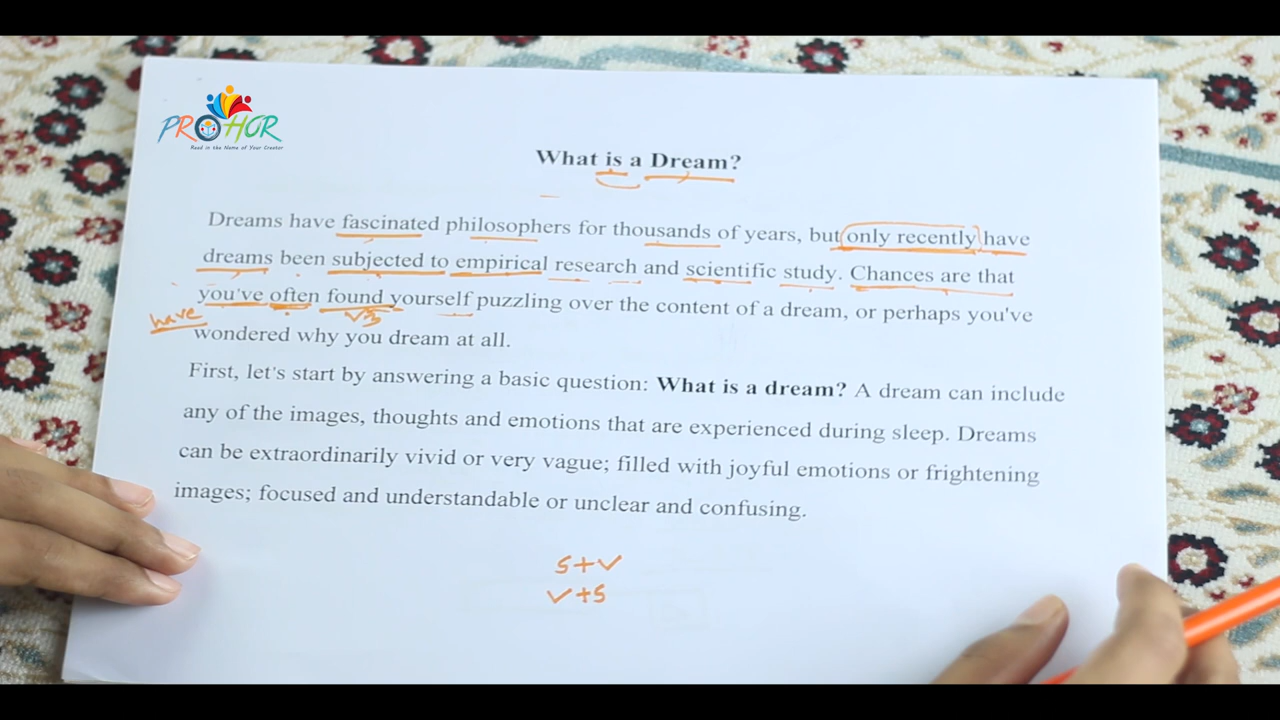 PROHOR
Read in the Name of Your Creator
What is a Dream?
Dreams have fascinated philosophers for thousands of years, but only recently have
dreams been subjected to empirical research and scientific study. Chances are that
you've often found yourself puzzling over the content of a dream, or perhaps you've
have
V3
wondered why you dream at all.
First, let's start by answering a basic question: What is a dream? A dream can include
any of the images, thoughts and emotions that are experienced during sleep. Dreams
can be extraordinarily vivid or very vague; filled with joyful emotions or frightening
images; focused and understandable or unclear and confusing.
S+V
V+S